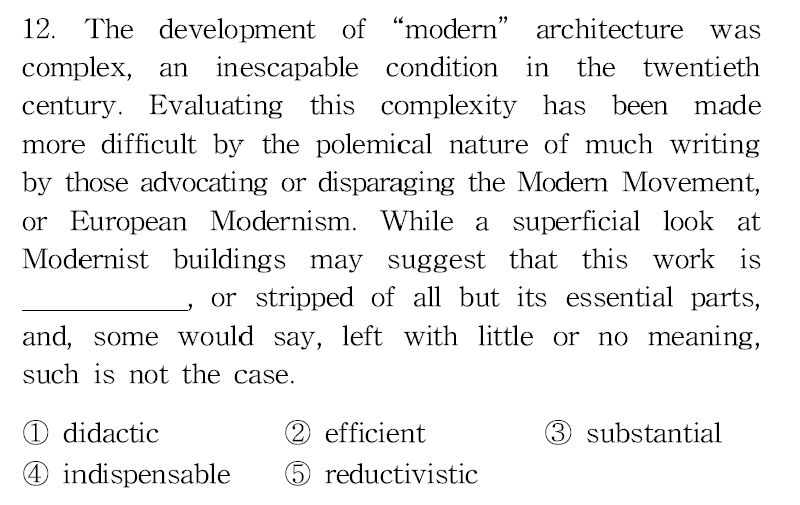 12. The development of “modern” architecture was
complex, an inescapable condition in the twentieth
century. Evaluating this complexity has been made
more difficult by the polemical nature of much writing
by those advocating or disparaging the Modern Movement,
or European Modernism. While a superficial look at
Modernist buildings may suggest that this work is
____________, or stripped of all but its essential parts,
and, some would say, left with little or no meaning,
such is not the case.
① didactic ② efficient ③ substantial
④ indispensable ⑤ reductivistic